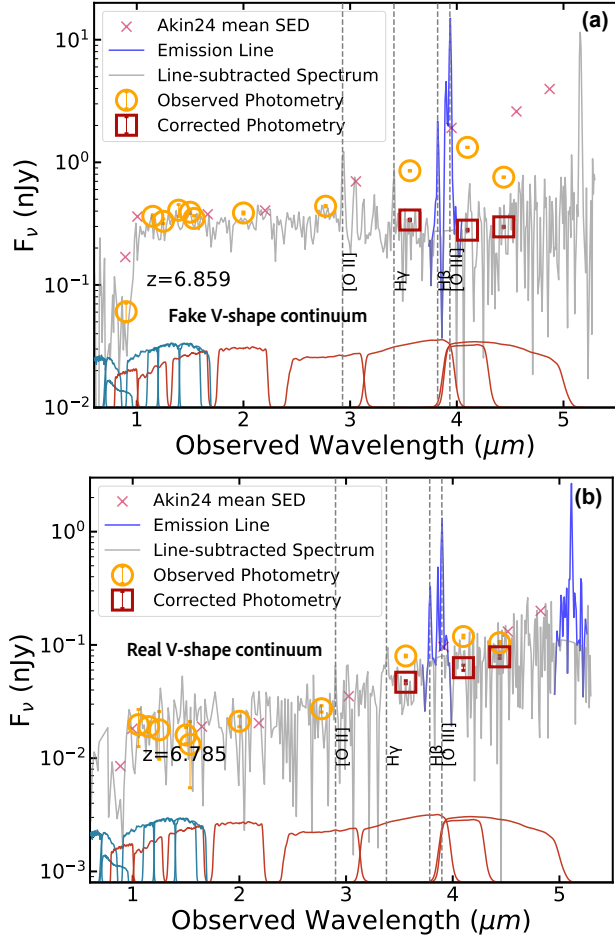 (a)
Akin24 mean SED
Emission Line
Line-subtracted Spectrum
Observed Photometry
Corrected Photometry
10¹
10⁰
10⁻¹
10⁻²
F_ν (nJy)
z=6.859
Fake V-shape continuum
[O III]
Hγ
Hβ
[O III]
1 2 3 4 5
Observed Wavelength (μm)
(b)
Akin24 mean SED
Emission Line
Line-subtracted Spectrum
Observed Photometry
Corrected Photometry
10⁰
10⁻¹
10⁻²
10⁻³
F_ν (nJy)
Real V-shape continuum
z=6.785
[O III]
Hγ
Hβ
[O III]
1 2 3 4 5
Observed Wavelength (μm)